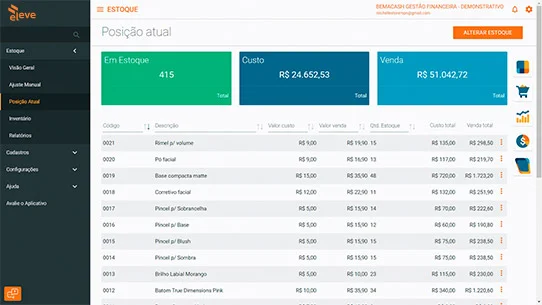 eleve
ESTOQUE
BEMACASH GESTÃO FINANCEIRA - DEMONSTRATIVO
Estoque
Visão Geral
Ajuste Manual
Posição Atual
Inventário
Relatórios
Cadastros
Configurações
Ajuda
Avalie o Aplicativo
Posição atual
ALTERAR ESTOQUE
Em Estoque
415
Total
Custo
R$ 24.652,53
Total
Venda
R$ 51.042,72
Total
Código Descrição Valor custo Valor venda Qtd. Estoque Custo total Venda total
0021 Rimel p/ volume R$ 9,00 R$ 19,90 15 R$ 135,00 R$ 298,50
0020 Pó facial R$ 9,00 R$ 16,90 13 R$ 117,00 R$ 219,70
0019 Base compacta matte R$ 15,00 R$ 35,90 48 R$ 720,00 R$ 1.723,20
0018 Corretivo facial R$ 12,00 R$ 22,90 11 R$ 132,00 R$ 251,90
0017 Pincel p/ Sobrancelha R$ 5,00 R$ 15,90 14 R$ 70,00 R$ 222,60
0016 Pincel p/ Base R$ 5,00 R$ 15,90 12 R$ 60,00 R$ 190,80
0015 Pincel p/ Blush R$ 5,00 R$ 15,90 15 R$ 75,00 R$ 238,50
0014 Pincel p/ Sombra R$ 5,00 R$ 15,90 15 R$ 75,00 R$ 238,50
0013 Brilho Labial Morango R$ 5,00 R$ 10,00 23 R$ 115,00 R$ 230,00
0012 Batom True Dimensions Pink R$ 10,00 R$ 35,90 34 R$ 340,00 R$ 1.220,60